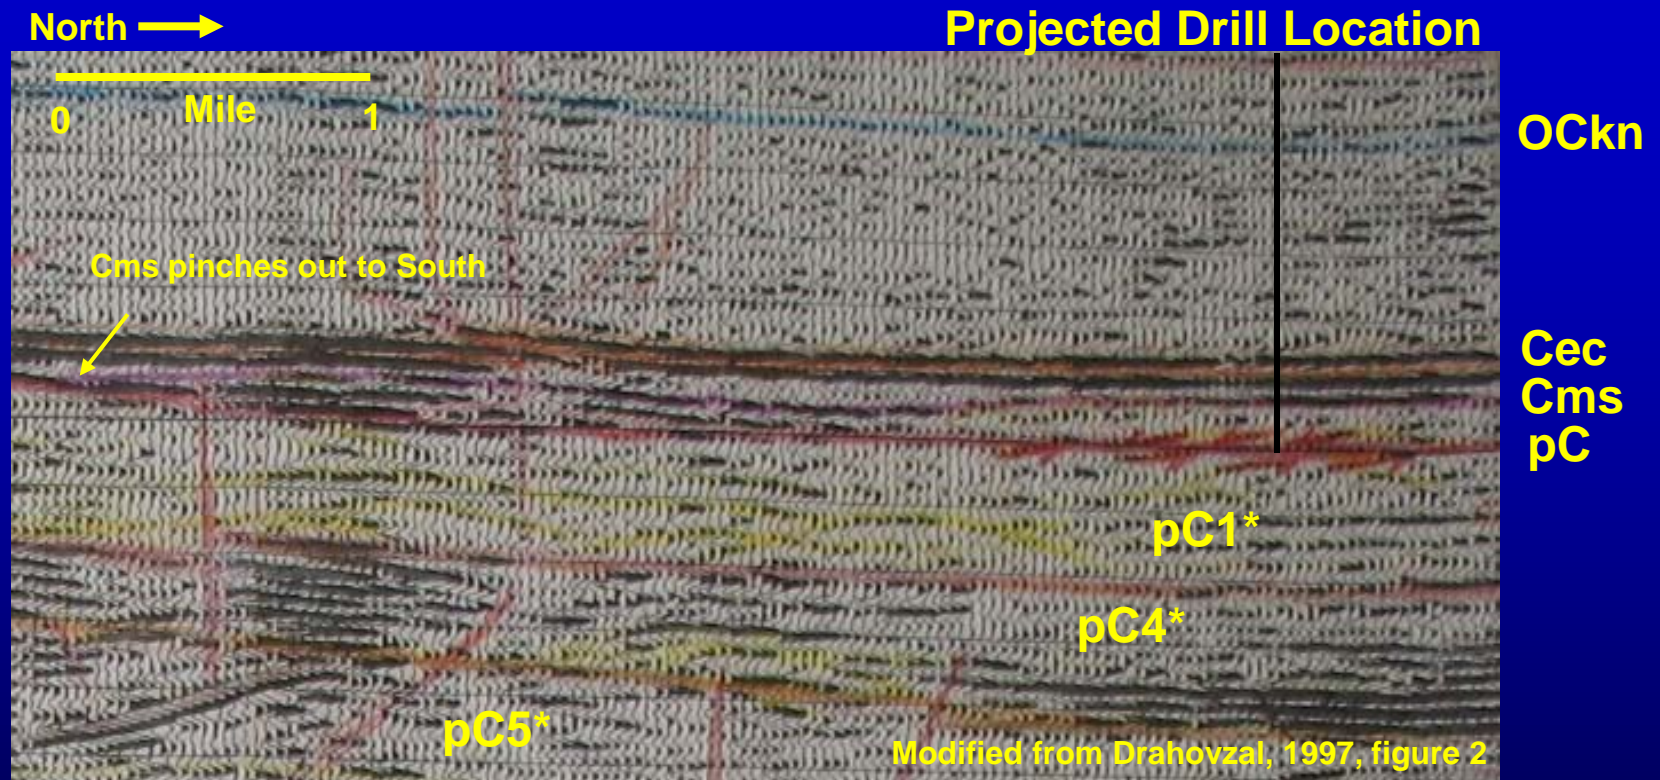 North
Projected Drill Location
0 Mile 1
OCkn
Cms pinches out to South
Cec
Cms
pC
pC1*
pC4*
pC5*
Modified from Drahovzal, 1997, figure 2